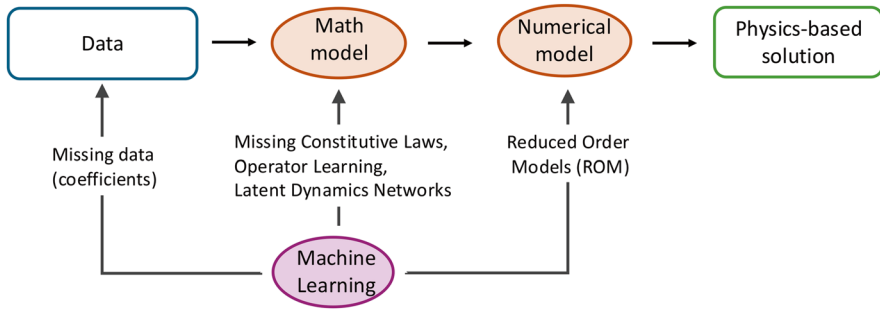 Data
Math
model
Numerical
model
Physics-based
solution
Missing data
(coefficients)
Missing Constitutive Laws,
Operator Learning,
Latent Dynamics Networks
Reduced Order
Models (ROM)
Machine
Learning